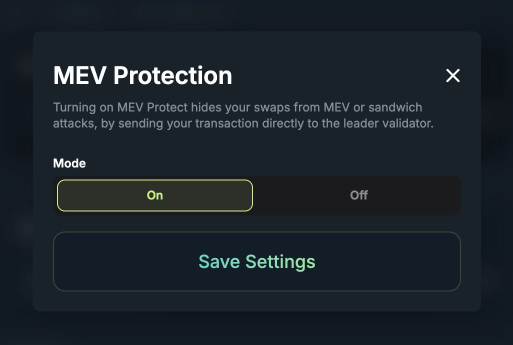 MEV Protection
Turning on MEV Protect hides your swaps from MEV or sandwich
attacks, by sending your transaction directly to the leader validator.
Mode
On Off
Save Settings